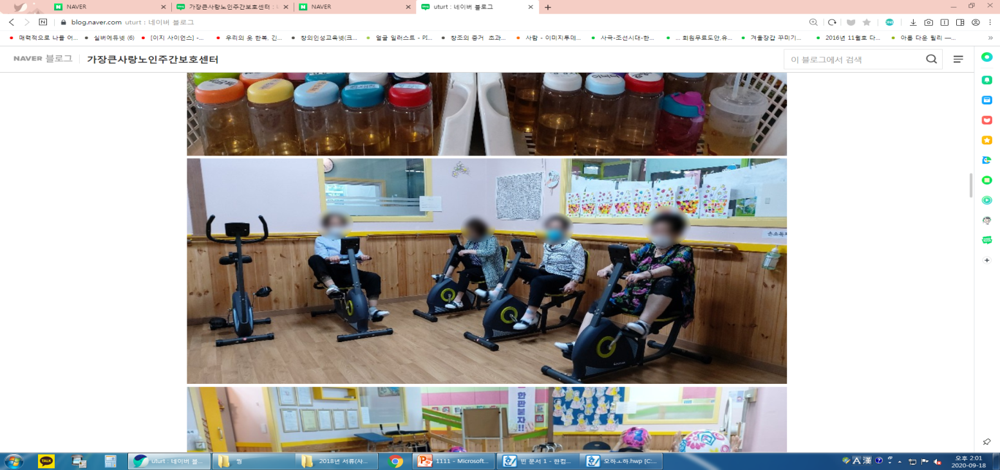 NAVER
가장큰사랑노인주간보호센터 :
NAVER
uturt : 네이버 블로그
blog.naver.com uturt : 네이버 블로그
매력적으로 나를 어...
실버에듀넷 (6)
[이지 사이언스] -...
우리의 옷 한복, 긴...
창의인성교육넷(크...
얼굴 일러스트 - PI...
창조의 증거 초과...
사람 - 이미지투데...
사극-조선시대-한...
... 회원무료도안,유...
겨울장갑 꾸미기...
2016년 11월호 다...
아름 다운 릴리 —...
NAVER 블로그
가장큰사랑노인주간보호센터
이 블로그에서 검색
손소독
한판붙자!!
TALK
uturt : 네이버 블...
1111 - Microsoft...
2018년 서류(사...
빈 문서 1 - 한컴...
오하ㅗ하.hwp [C:...
A 漢
오후 2:01
2020-09-18